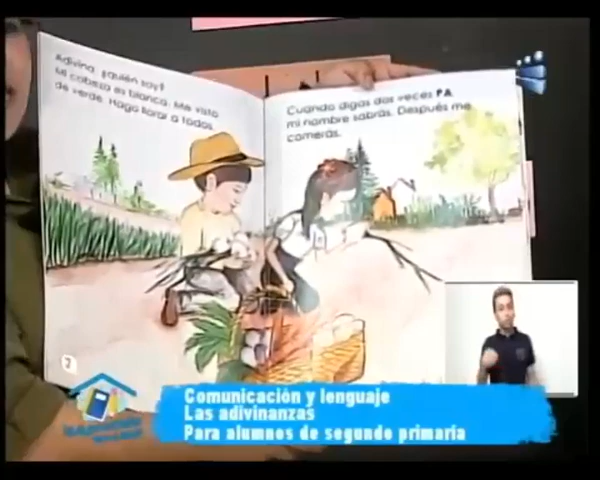 Adivina, ¿quién soy?
Mi cabeza es blanca. Me visto
de verde. Hago llorar a todos.
Cuando digas dos veces PA,
mi nombre sabrás. Después me
comerás.
Comunicación y lenguaje
Las adivinanzas
Para alumnos de segundo primaria